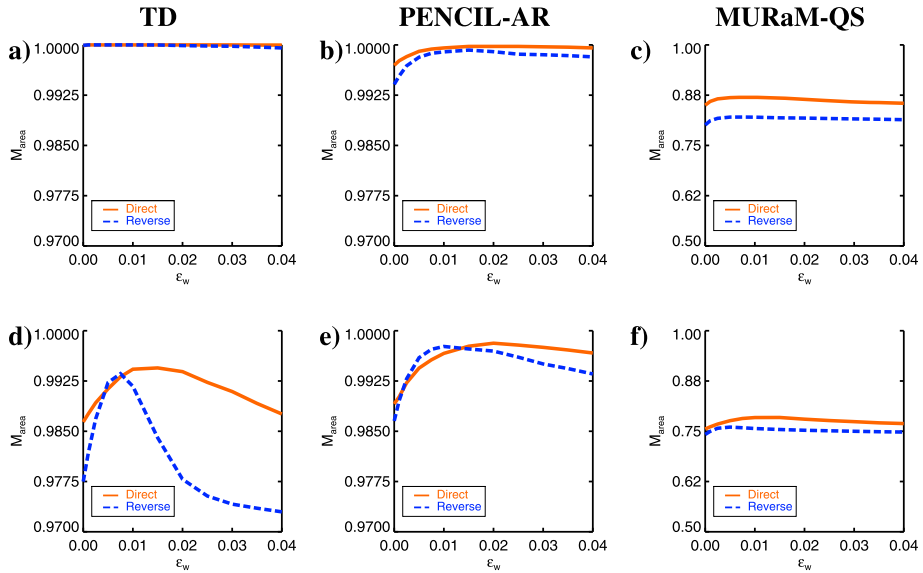 TD
PENCIL-AR
MURaM-QS
a)
1.0000
0.9925
0.9850
0.9775
0.9700
M_area
Direct
Reverse
0.00 0.01 0.02 0.03 0.04
ε_w
b)
1.0000
0.9925
0.9850
0.9775
0.9700
M_area
Direct
Reverse
0.00 0.01 0.02 0.03 0.04
ε_w
c)
1.00
0.88
0.75
0.62
0.50
M_area
Direct
Reverse
0.00 0.01 0.02 0.03 0.04
ε_w
d)
1.0000
0.9925
0.9850
0.9775
0.9700
M_area
Direct
Reverse
0.00 0.01 0.02 0.03 0.04
ε_w
e)
1.0000
0.9925
0.9850
0.9775
0.9700
M_area
Direct
Reverse
0.00 0.01 0.02 0.03 0.04
ε_w
f)
1.00
0.88
0.75
0.62
0.50
M_area
Direct
Reverse
0.00 0.01 0.02 0.03 0.04
ε_w